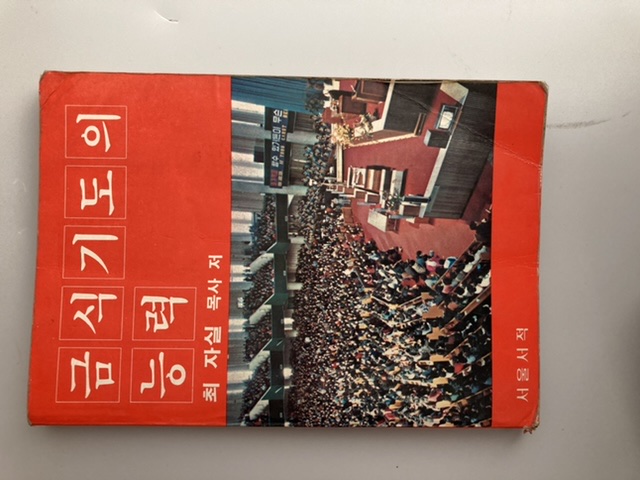 금식기도의
능력
최 자실 목사 저
서울서적